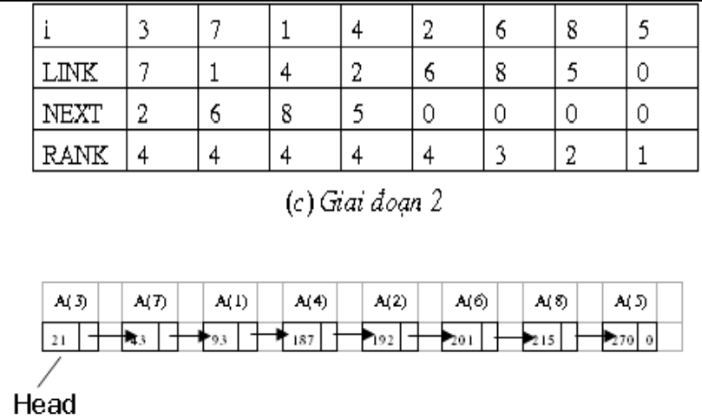 i 3 7 1 4 2 6 8 5
LINK 7 1 4 2 6 8 5 0
NEXT 2 6 8 5 0 0 0 0
RANK 4 4 4 4 4 3 2 1
(c) Giai đoạn 2
A(3) A(7) A(1) A(4) A(2) A(6) A(8) A(5)
21 43 93 187 192 201 215 270 0
Head